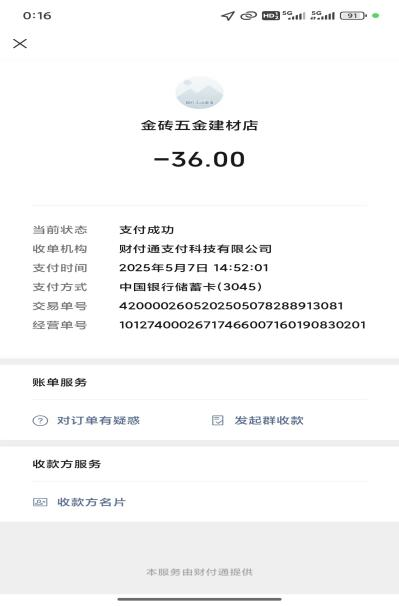 0:16
HD 5G 5G 91
金砖五金建材店
-36.00
当前状态 支付成功
收单机构 财付通支付科技有限公司
支付时间 2025年5月7日 14:52:01
支付方式 中国银行储蓄卡(3045)
交易单号 4200002605202505078288913081
经营单号 101274000267174660071601908​30201
账单服务
对订单有疑惑 发起群收款
收款方服务
收款方名片
本服务由财付通提供